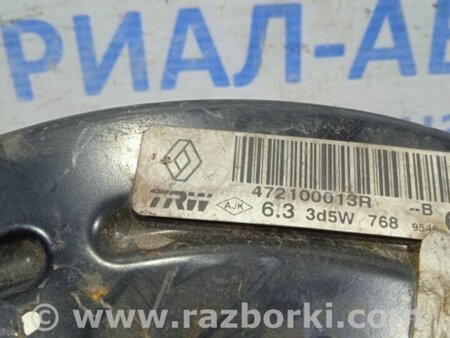 РИАЛ-АВ
472100013R --B
TRW AJK 6.3 3d5W 768
www.razborki.com